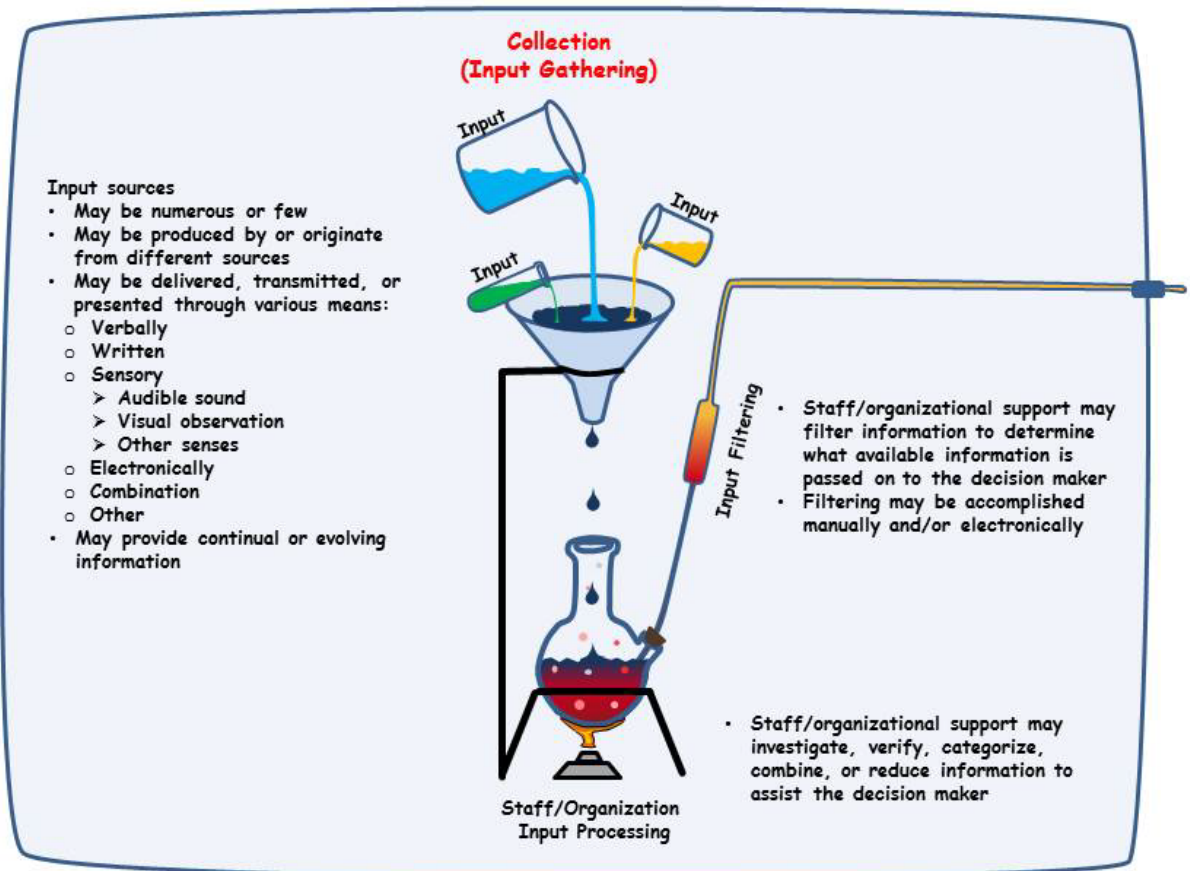 Collection
(Input Gathering)
Input
Input
Input
Input sources
• May be numerous or few
• May be produced by or originate
from different sources
• May be delivered, transmitted, or
presented through various means:
o Verbally
o Written
o Sensory
➢ Audible sound
➢ Visual observation
➢ Other senses
o Electronically
o Combination
o Other
• May provide continual or evolving
information
Input Filtering
• Staff/organizational support may
filter information to determine
what available information is
passed on to the decision maker
• Filtering may be accomplished
manually and/or electronically
• Staff/organizational support may
investigate, verify, categorize,
combine, or reduce information to
assist the decision maker
Staff/Organization
Input Processing